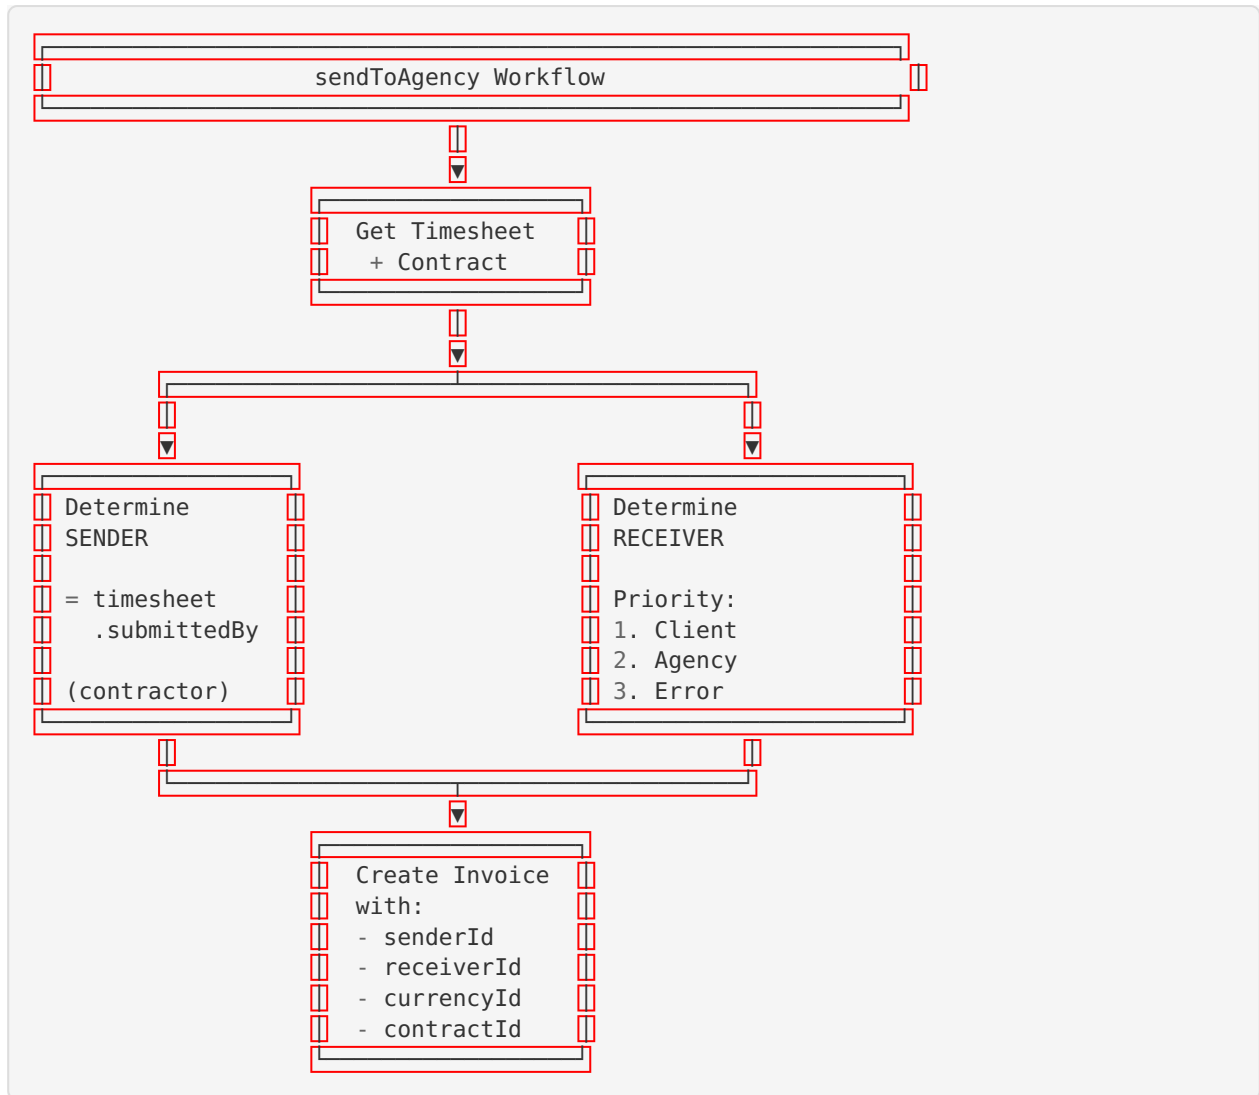 sendToAgency Workflow
Get Timesheet
+ Contract
Determine
SENDER
= timesheet
.submittedBy
(contractor)
Determine
RECEIVER
Priority:
1. Client
2. Agency
3. Error
Create Invoice
with:
- senderId
- receiverId
- currencyId
- contractId